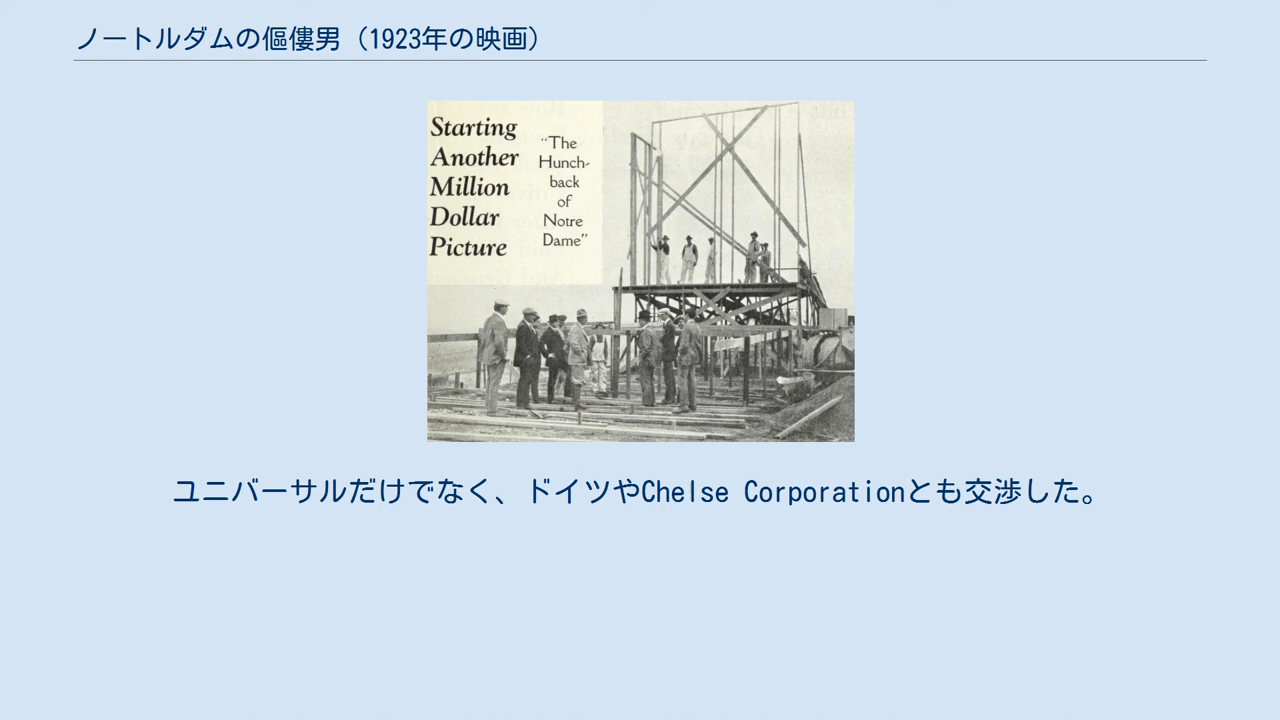 ノートルダムの傴僂男（1923年の映画）
Starting
Another
Million
Dollar
Picture
“The
Hunch-
back
of
Notre
Dame”
ユニバーサルだけでなく、ドイツやChelse Corporationとも交渉した。